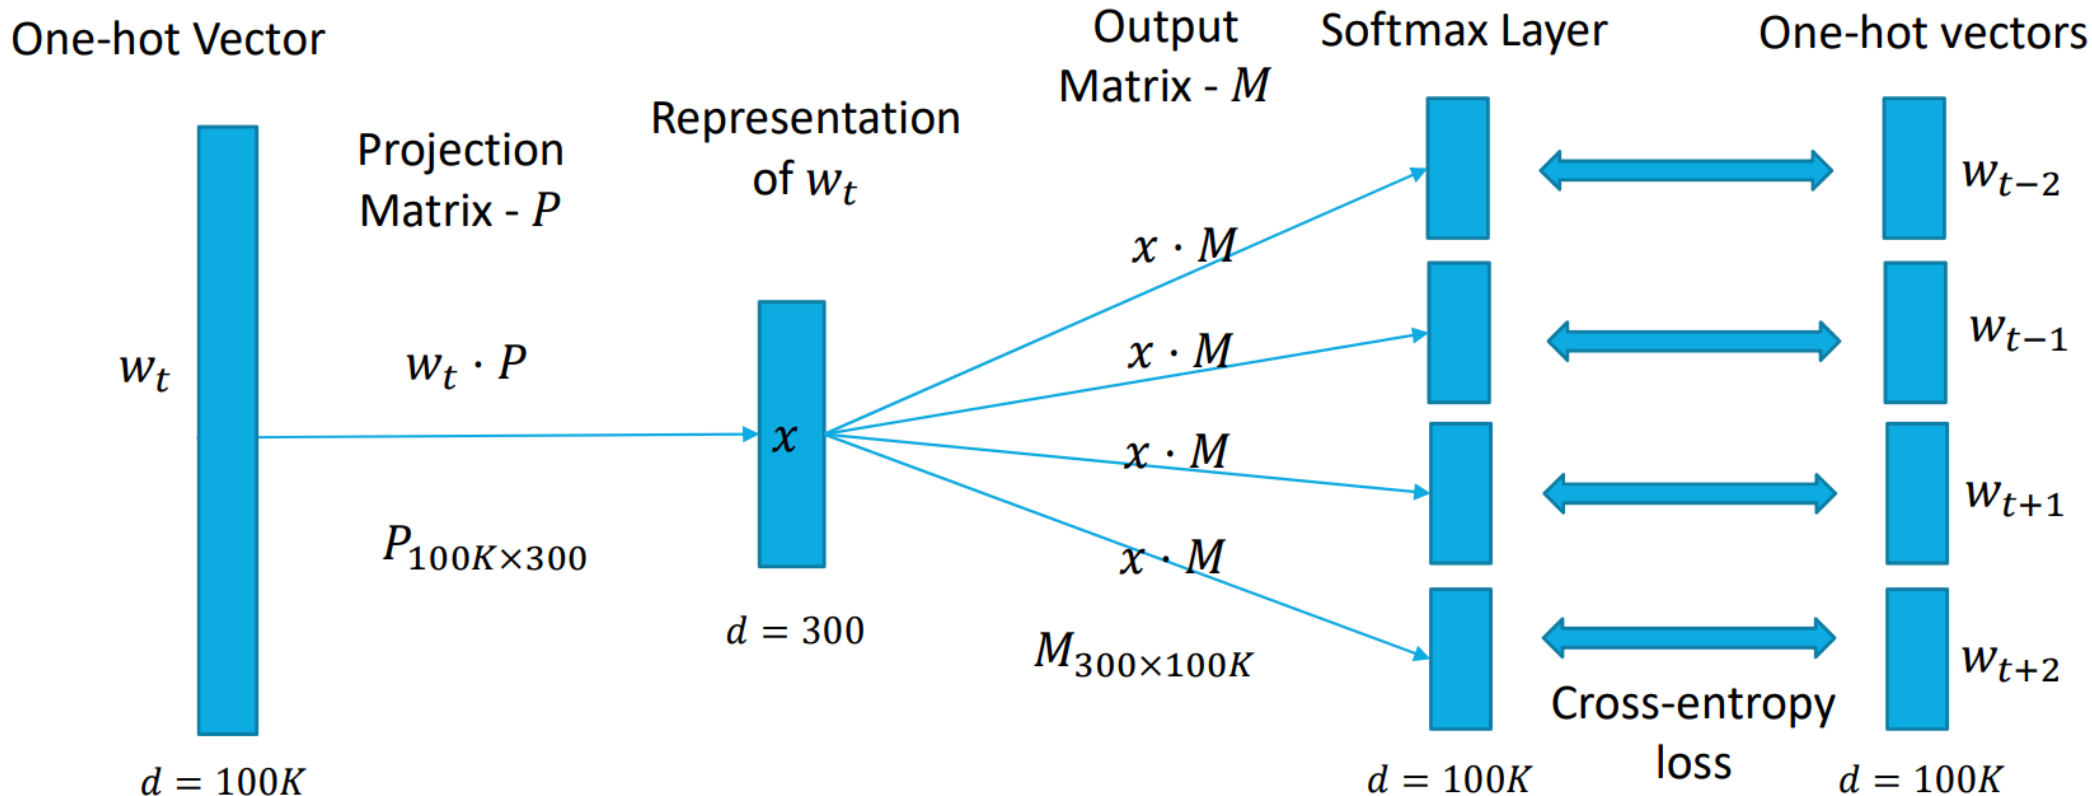 One-hot Vector
Projection
Matrix - P
Representation
of w_t
Output
Matrix - M
Softmax Layer
One-hot vectors
w_t
w_t · P
P_{100K×300}
x
d = 300
x · M
x · M
x · M
x · M
M_{300×100K}
w_{t−2}
w_{t−1}
w_{t+1}
w_{t+2}
Cross-entropy
loss
d = 100K
d = 100K
d = 100K